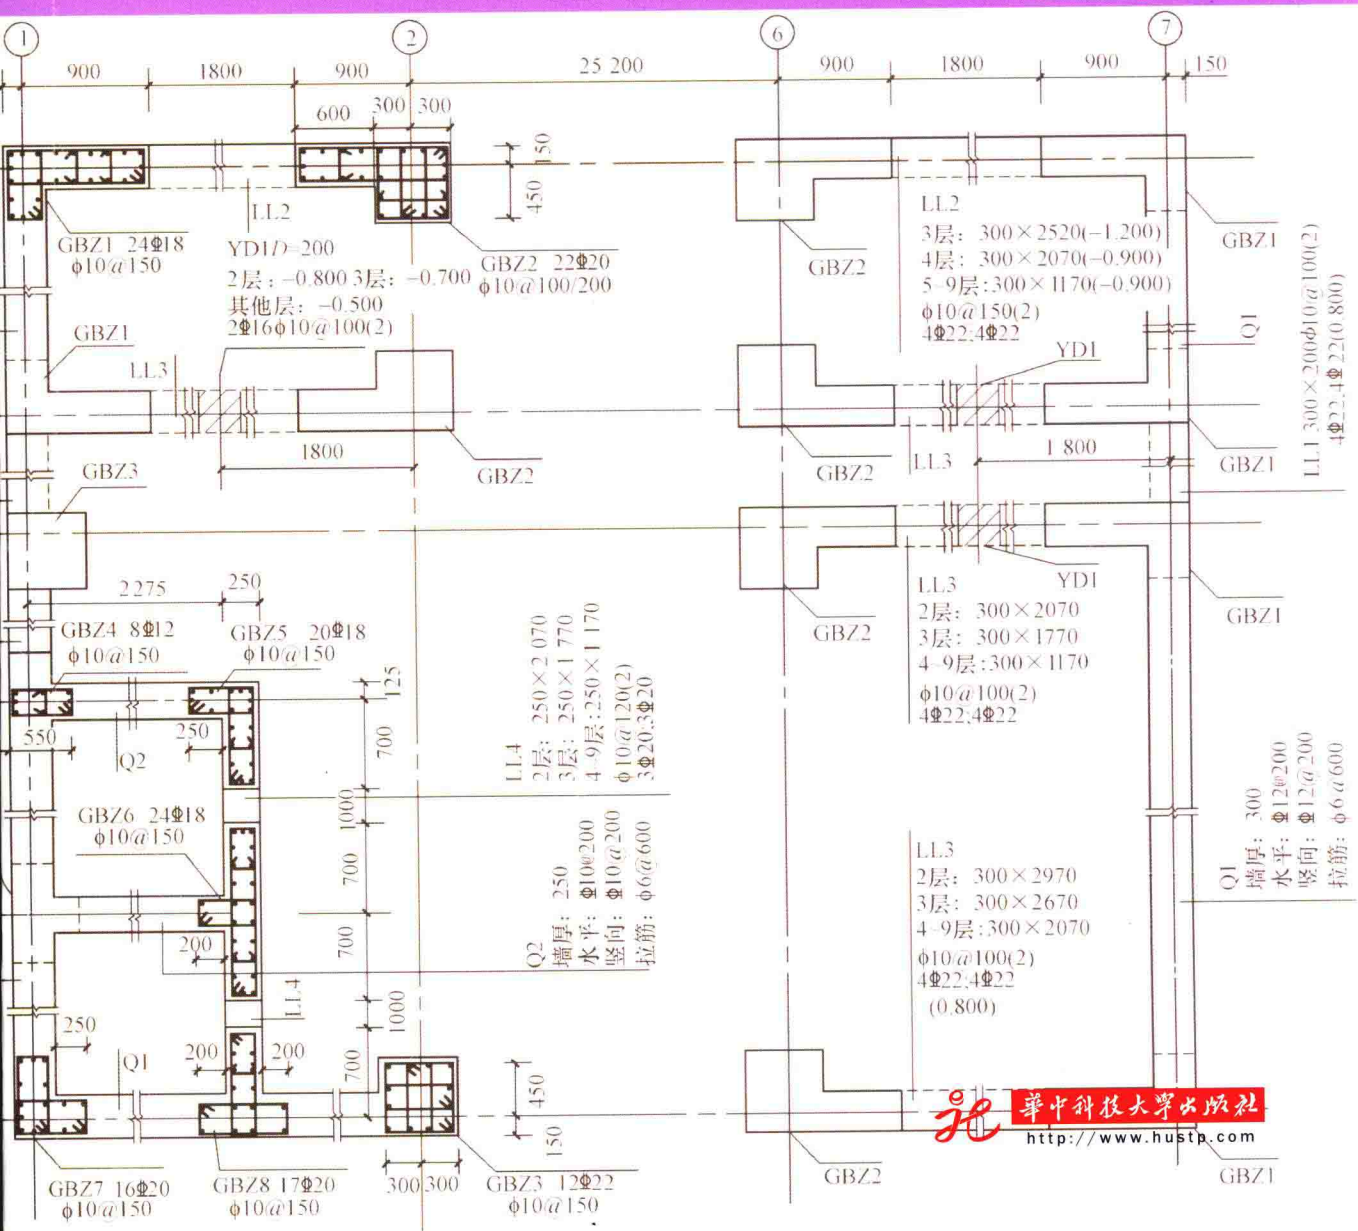 1
2
6
7
900
1800
900
25 200
900
1800
900
150
600
300
300
150
450
LL2
GBZ1 24Φ18
ϕ10@150
YD1 D=200
2层: -0.800 3层: -0.700
其他层: -0.500
2Φ16ϕ10@100(2)
GBZ2 22Φ20
ϕ10@100/200
GBZ1
LL3
1800
GBZ2
GBZ3
GBZ2
LL2
3层: 300×2520(-1.200)
4层: 300×2070(-0.900)
5-9层:300×1170(-0.900)
ϕ10@150(2)
4Φ22;4Φ22
YD1
GBZ1
Q1
LL1 300×200ϕ10@100(2)
4Φ22;4Φ22(0.800)
GBZ2
LL3
1 800
GBZ1
YD1
GBZ1
GBZ2
LL3
2层: 300×2070
3层: 300×1770
4-9层:300×1170
ϕ10@100(2)
4Φ22;4Φ22
2275
250
GBZ4 8Φ12
ϕ10@150
GBZ5 20Φ18
ϕ10@150
125
700
550
Q2
250
LL4
2层: 250×2 070
3层: 250×1 770
4-9层:250×1 170
ϕ10@120(2)
3Φ20;3Φ20
1000
GBZ6 24Φ18
ϕ10@150
700
700
200
Q2
墙厚: 250
水平: Φ10@200
竖向: Φ10@200
拉筋: ϕ6@600
LL4
1000
250
Q1
200
200
700
LL3
2层: 300×2970
3层: 300×2670
4-9层:300×2070
ϕ10@100(2)
4Φ22;4Φ22
(0.800)
Q1
墙厚: 300
水平: Φ12@200
竖向: Φ12@200
拉筋: ϕ6@600
450
150
GBZ7 16Φ20
ϕ10@150
GBZ8 17Φ20
ϕ10@150
300
300
GBZ3 12Φ22
ϕ10@150
GBZ2
GBZ1
華中科技大學出版社
http://www.hustp.com